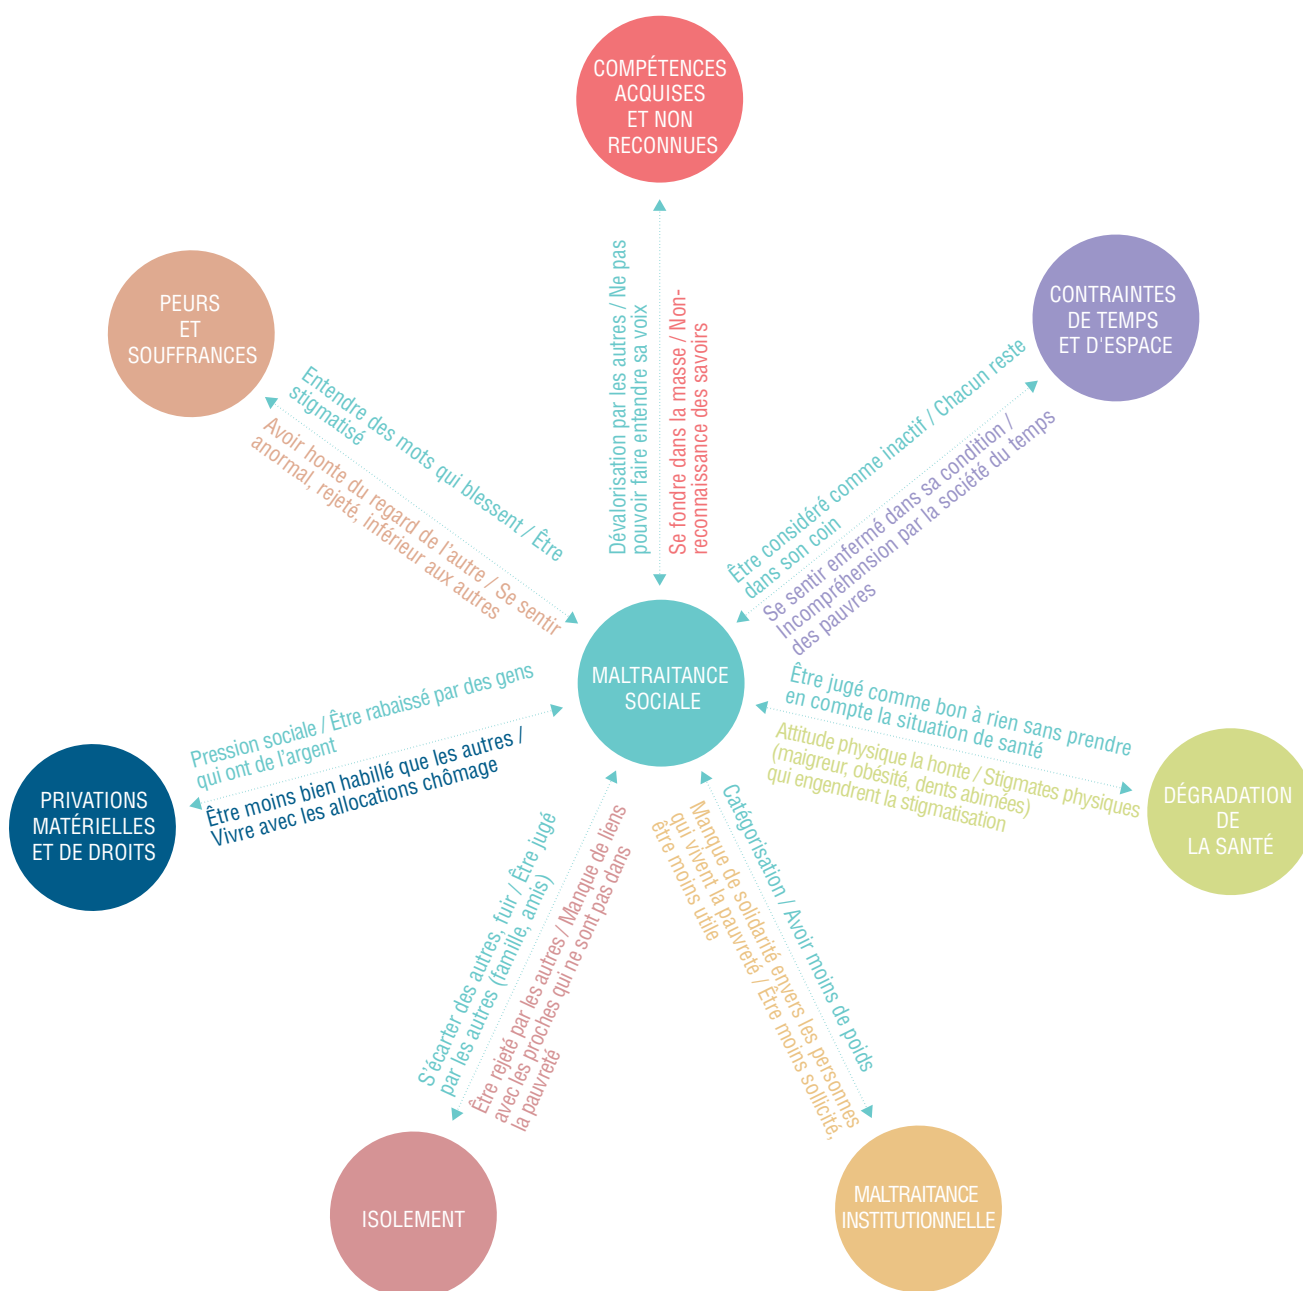 COMPÉTENCES
ACQUISES
ET NON
RECONNUES
PEURS
ET
SOUFFRANCES
CONTRAINTES
DE TEMPS
ET D'ESPACE
Dévalorisation par les autres / Ne pas
pouvoir faire entendre sa voix
Se fondre dans la masse / Non-
reconnaissance des savoirs
Entendre des mots qui blessent / Être
stigmatisé
Avoir honte du regard de l’autre / Se sentir
anormal, rejeté, inférieur aux autres
Être considéré comme inactif / Chacun reste
dans son coin
Se sentir enfermé dans sa condition /
Incompréhension par la société du temps
des pauvres
MALTRAITANCE
SOCIALE
Pression sociale / Être rabaissé par des gens
qui ont de l’argent
Être moins bien habillé que les autres /
Vivre avec les allocations chômage
PRIVATIONS
MATÉRIELLES
ET DE DROITS
Être jugé comme bon à rien sans prendre
en compte la situation de santé
Attitude physique la honte / Stigmates physiques
(maigreur, obésité, dents abimées)
qui engendrent la stigmatisation
DÉGRADATION
DE
LA SANTÉ
S'écarter des autres, fuir / Être jugé
par les autres (famille, amis)
Être rejeté par les autres / Manque de liens
avec les proches qui ne sont pas dans
la pauvreté
Catégorisation / Avoir moins de poids
Manque de solidarité envers les personnes
qui vivent la pauvreté / Être moins sollicité,
être moins utile
ISOLEMENT
MALTRAITANCE
INSTITUTIONNELLE